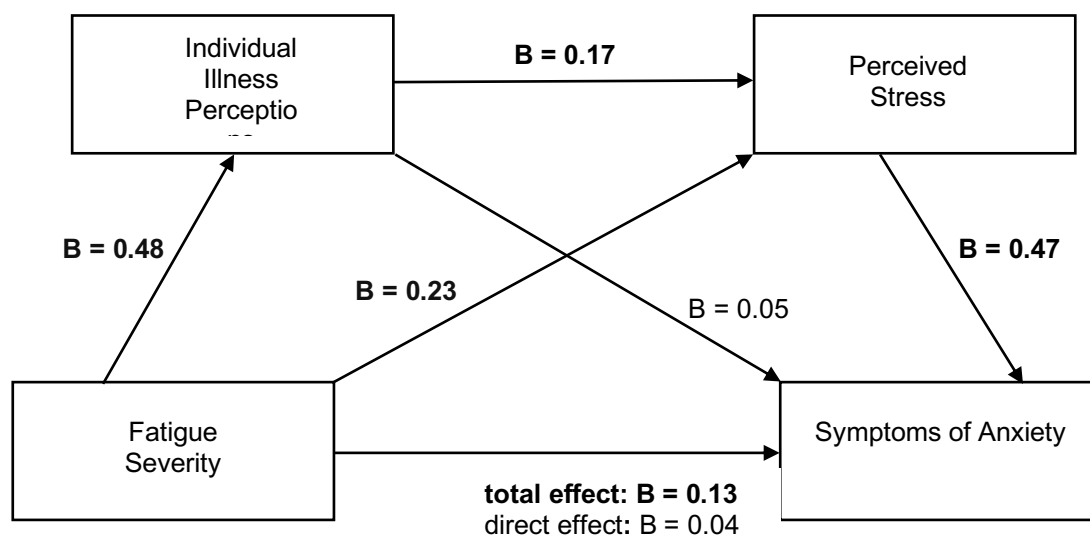 Individual
Illness
Perceptio
B = 0.17
Perceived
Stress
B = 0.48
B = 0.23
B = 0.05
B = 0.47
Fatigue
Severity
Symptoms of Anxiety
total effect: B = 0.13
direct effect: B = 0.04